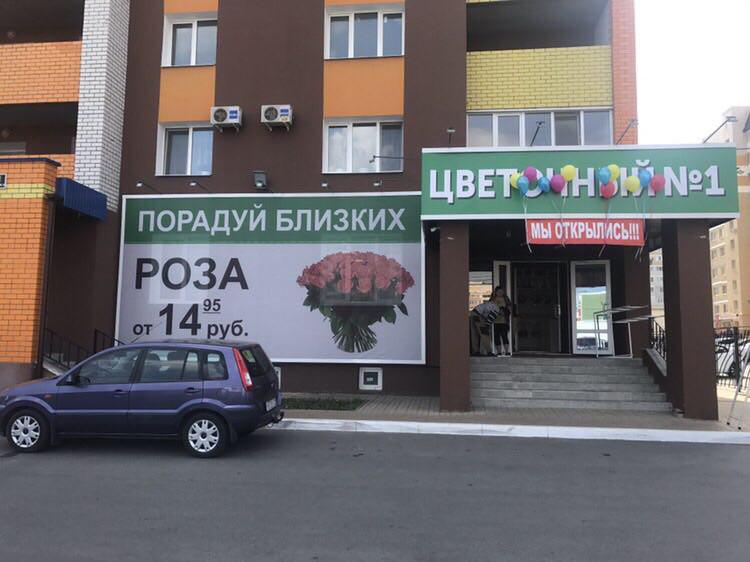 ПОРАДУЙ БЛИЗКИХ
РОЗА
от 14 95 руб.
ЦВЕТОЧНЫЙ №1
МЫ ОТКРЫЛИСЬ!!!